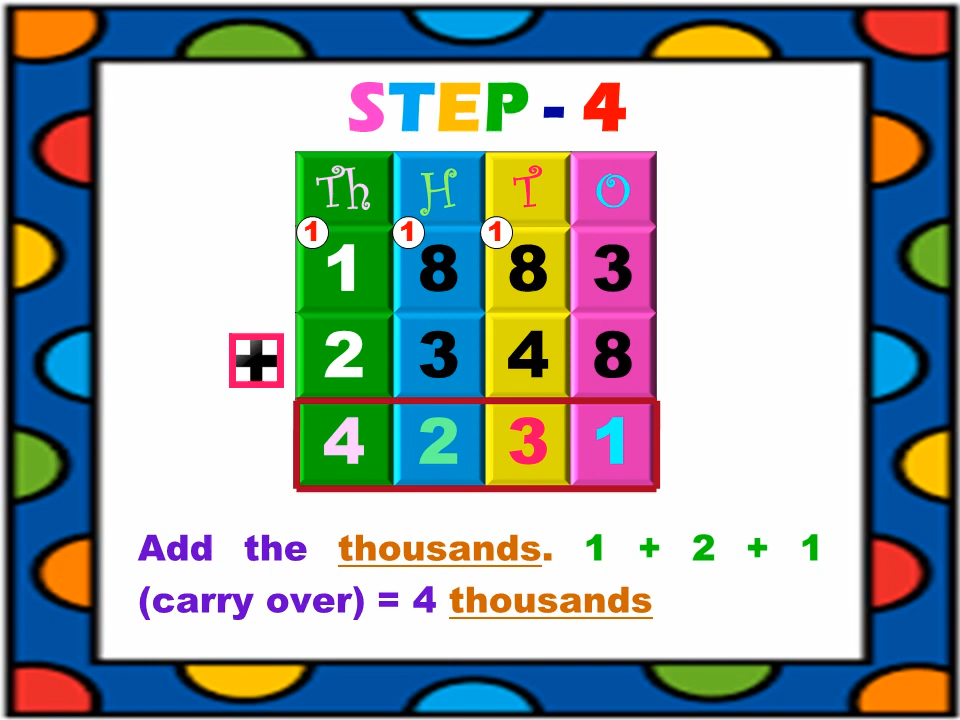 STEP - 4
Th H T O
1 1 1
1 8 8 3
+ 2 3 4 8
4 2 3 1
Add the thousands. 1 + 2 + 1
(carry over) = 4 thousands